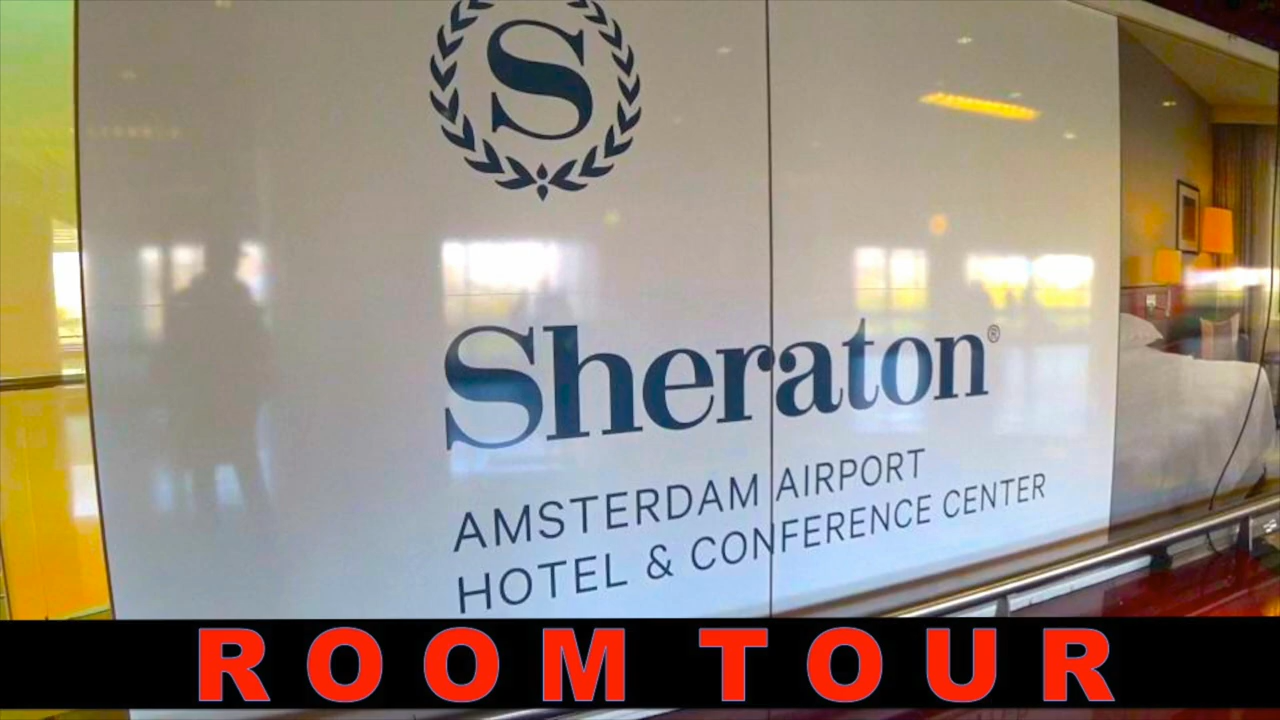 S
Sheraton®
AMSTERDAM AIRPORT
HOTEL & CONFERENCE CENTER
ROOM TOUR